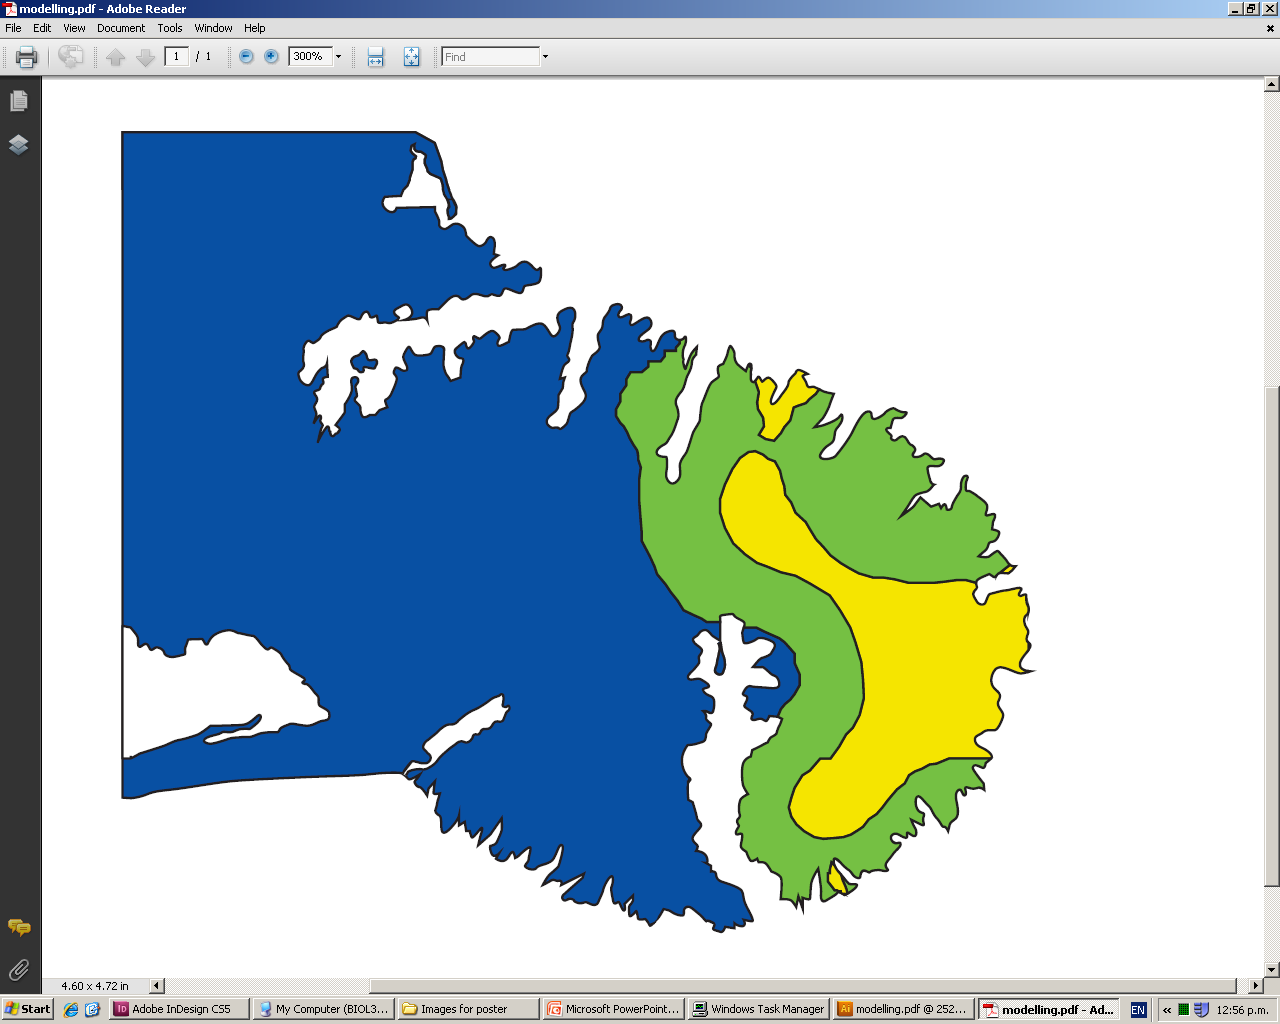 modelling.pdf - Adobe Reader
File Edit View Document Tools Window Help
1 / 1 300% Find
4.60 x 4.72 in
Start Adobe InDesign CS5 My Computer (BIOL3... Images for poster Microsoft PowerPoint... Windows Task Manager modelling.pdf @ 252... modelling.pdf - Ad... EN « 12:56 p.m.